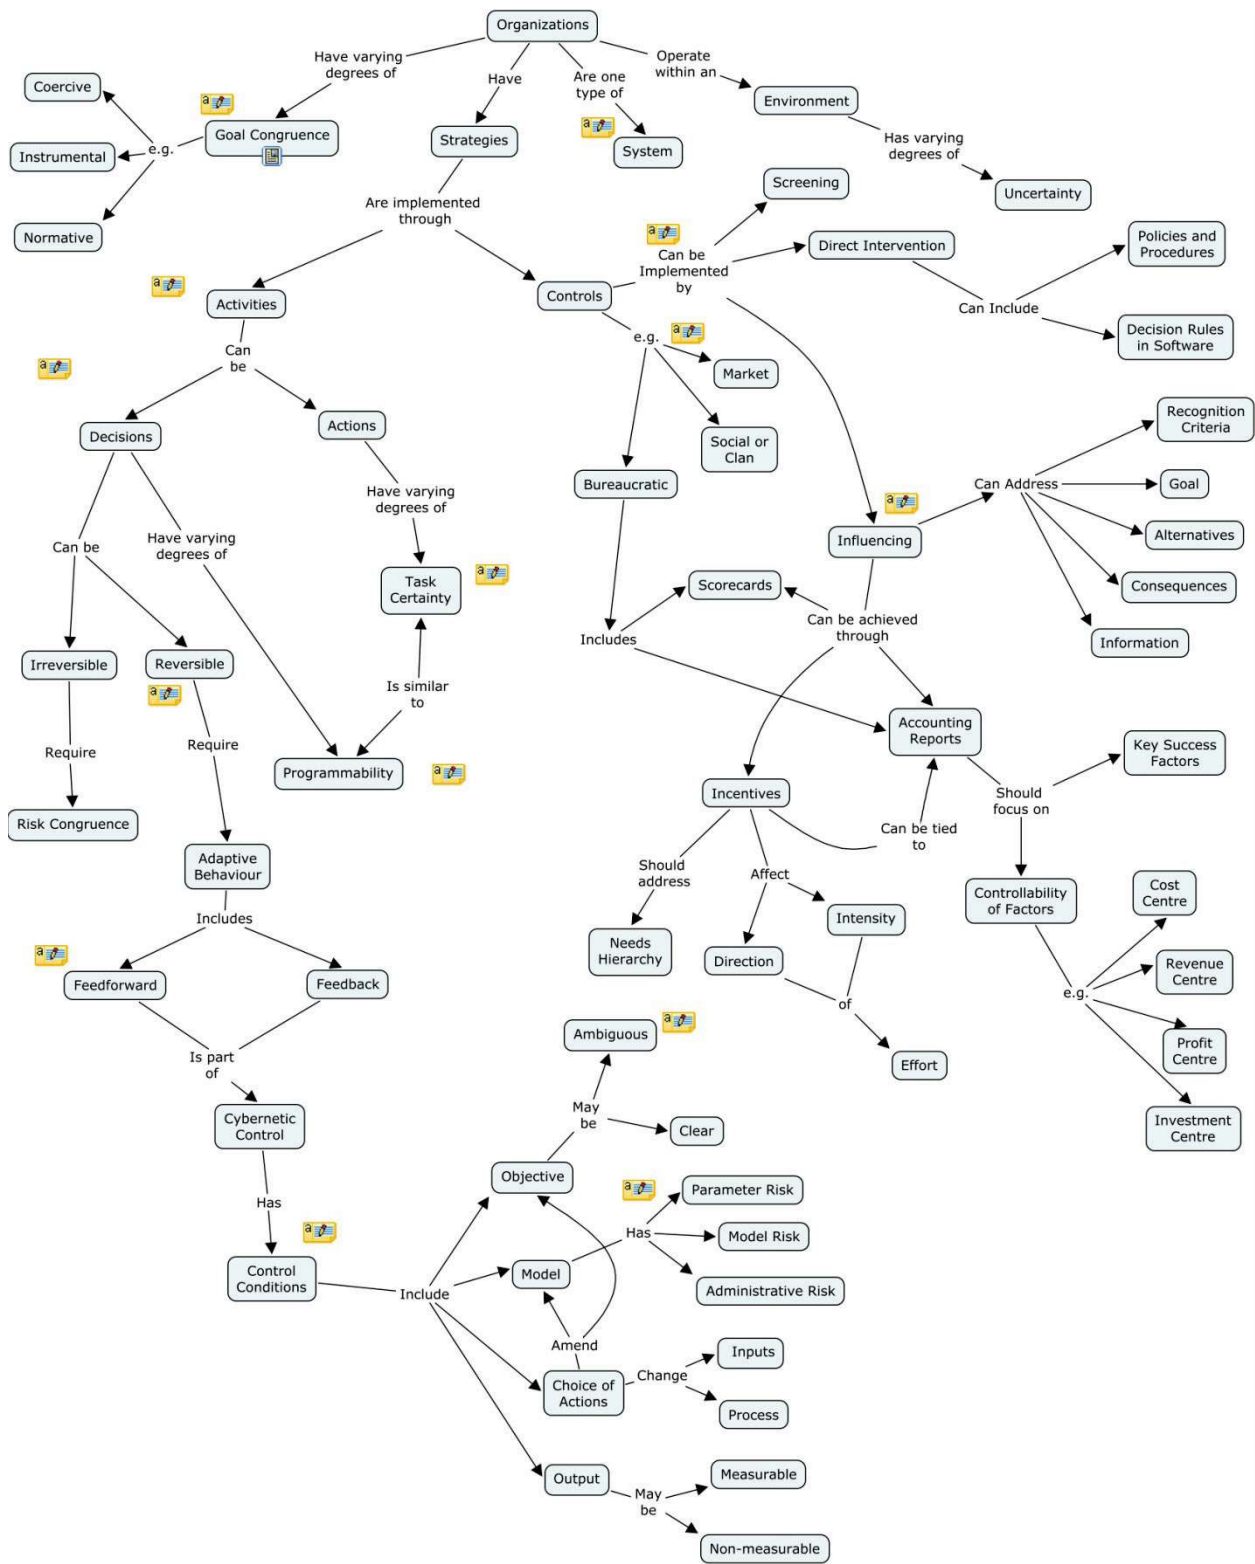 Organizations
Have varying
degrees of
Have
Are one
type of
Operate
within an
Coercive
a
Goal Congruence
e.g.
Instrumental
Normative
Strategies
a
System
Environment
Has varying
degrees of
Uncertainty
Screening
Are implemented
through
a
Can be
Implemented
by
Direct Intervention
Policies and
Procedures
Can Include
Decision Rules
in Software
a
Activities
Controls
e.g.
a
Market
Social or
Clan
Bureaucratic
Can
be
a
Decisions
Actions
Have varying
degrees of
Can be
Have varying
degrees of
Task
Certainty
a
Recognition
Criteria
Can Address
Goal
a
Influencing
Alternatives
Consequences
Information
Scorecards
Includes
Can be achieved
through
Irreversible
Reversible
a
Is similar
to
Require
Require
Programmability
a
Accounting
Reports
Key Success
Factors
Should
focus on
Incentives
Can be tied
to
Risk Congruence
Adaptive
Behaviour
Should
address
Affect
Controllability
of Factors
Cost
Centre
Includes
Intensity
Needs
Hierarchy
Direction
Revenue
Centre
a
Feedforward
Feedback
of
e.g.
Profit
Centre
Ambiguous
a
Is part
of
Effort
Cybernetic
Control
May
be
Clear
Investment
Centre
Objective
Has
a
Parameter Risk
Has
Model Risk
a
Control
Conditions
Model
Administrative Risk
Include
Amend
Inputs
Choice of
Actions
Change
Process
Output
Measurable
May
be
Non-measurable